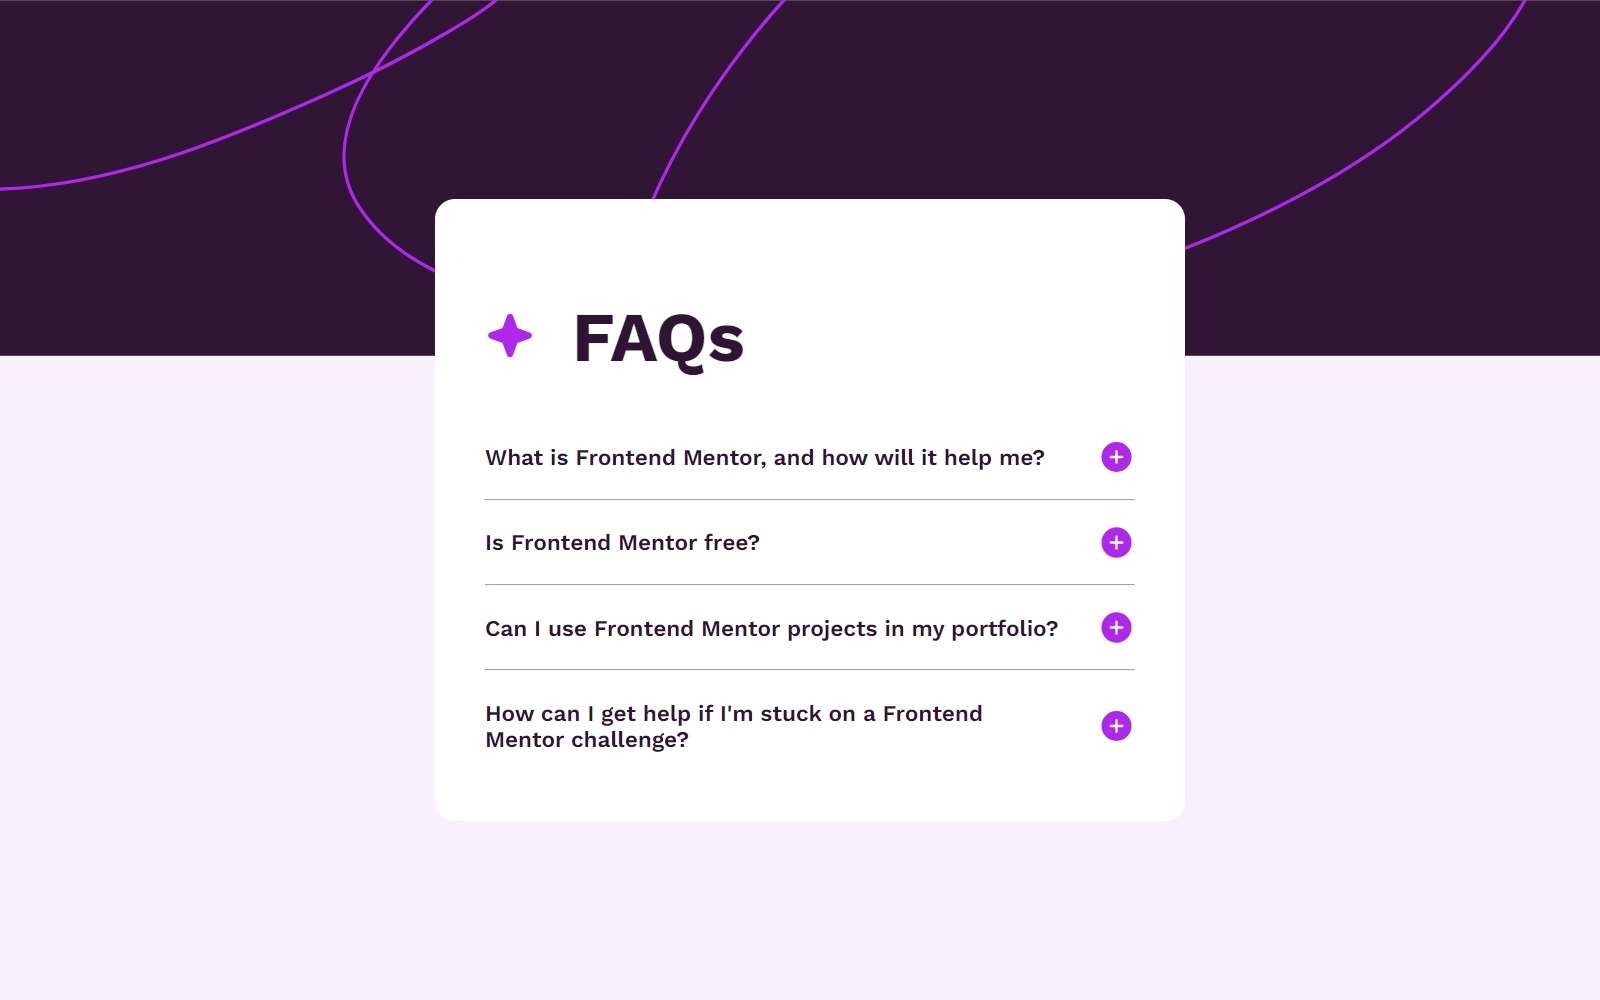 FAQs
What is Frontend Mentor, and how will it help me?
Is Frontend Mentor free?
Can I use Frontend Mentor projects in my portfolio?
How can I get help if I'm stuck on a Frontend
Mentor challenge?